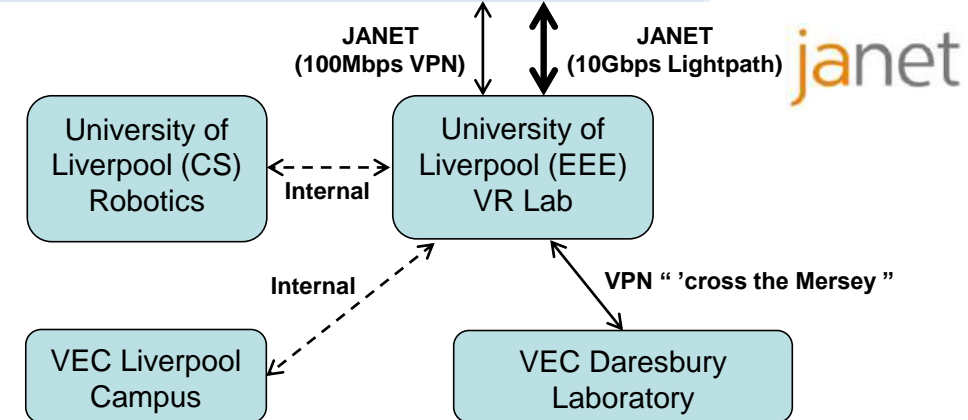 JANET
(100Mbps VPN)
JANET
(10Gbps Lightpath)
janet
University of
Liverpool (CS)
Robotics
Internal
University of
Liverpool (EEE)
VR Lab
Internal
VPN “ ’cross the Mersey ”
VEC Liverpool
Campus
VEC Daresbury
Laboratory